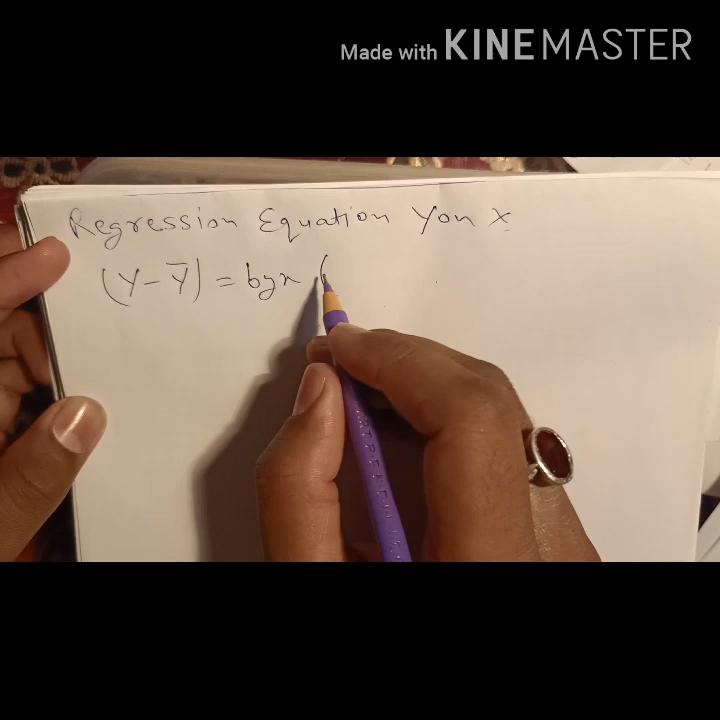 Made with KINEMASTER
Regression Equation Y on X
(Y - Ȳ) = byx (